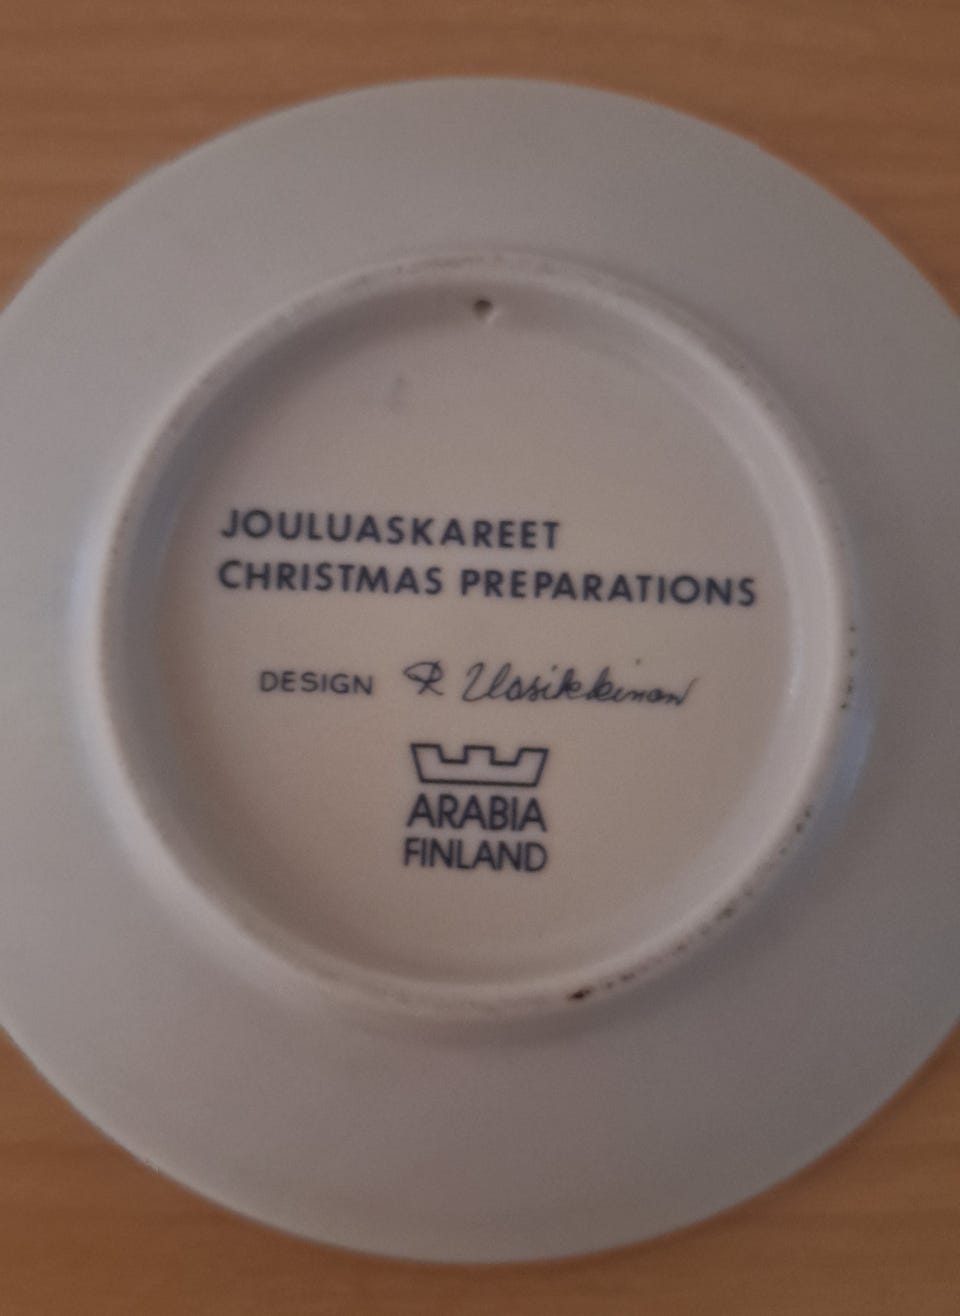 JOULUASKAREET
CHRISTMAS PREPARATIONS
DESIGN R Uosikkinen
ARABIA
FINLAND